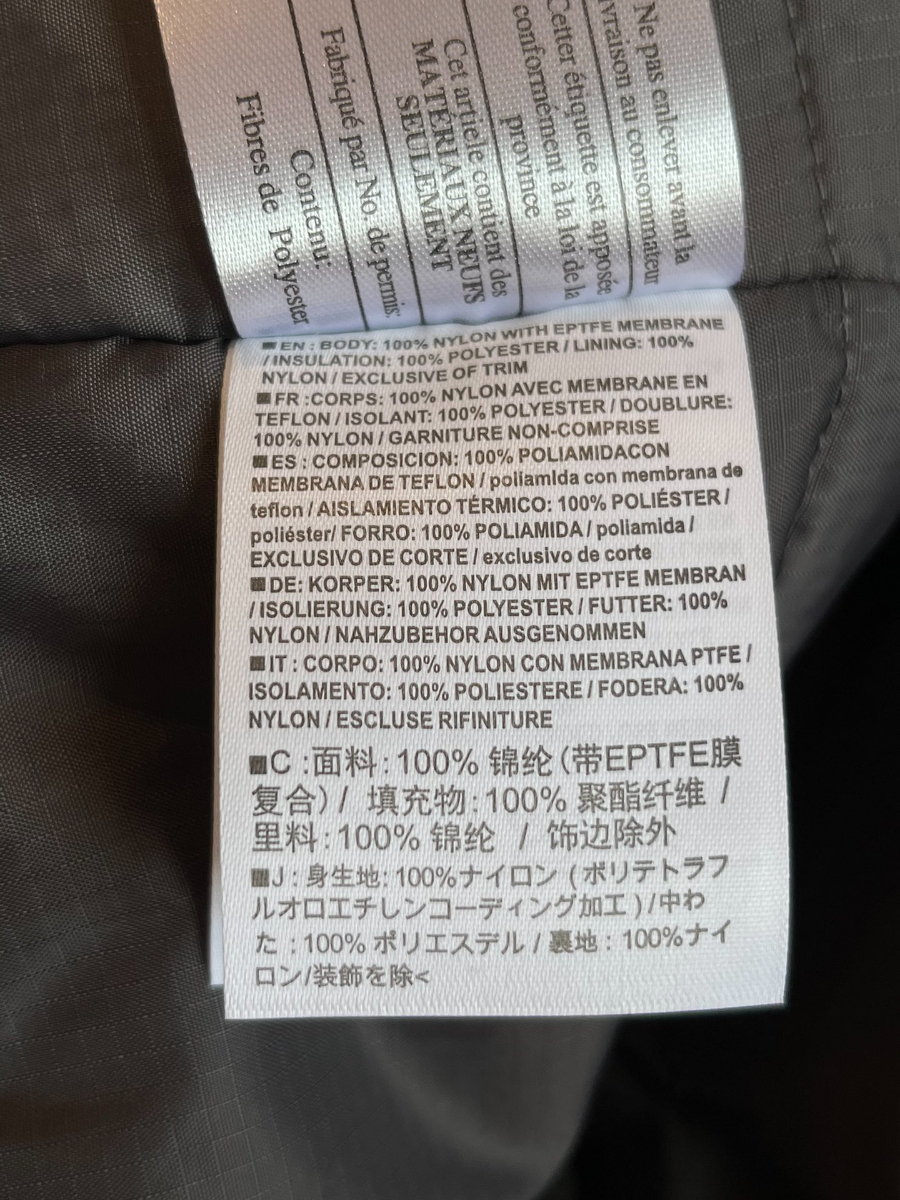 Ne pas enlever avant la
vraison au consommateur
Cetter étiquette est apposée
conformément à la loi de la
province
Cet artiele contient des
MATÉRIAUX NEUFS
SEULEMENT
Fabriqué par No. de permis:
Contenu:
Fibres de Polyester
■EN : BODY: 100% NYLON WITH EPTFE MEMBRANE
/ INSULATION: 100% POLYESTER / LINING: 100%
NYLON / EXCLUSIVE OF TRIM
■FR :CORPS: 100% NYLON AVEC MEMBRANE EN
TEFLON / ISOLANT: 100% POLYESTER / DOUBLURE:
100% NYLON / GARNITURE NON-COMPRISE
■ES : COMPOSICION: 100% POLIAMIDACON
MEMBRANA DE TEFLON / poliamida con membrana de
teflon / AISLAMIENTO TÉRMICO: 100% POLIÉSTER /
poliéster/ FORRO: 100% POLIAMIDA / poliamida /
EXCLUSIVO DE CORTE / exclusivo de corte
■DE: KORPER: 100% NYLON MIT EPTFE MEMBRAN
/ ISOLIERUNG: 100% POLYESTER / FUTTER: 100%
NYLON / NAHZUBEHOR AUSGENOMMEN
■IT : CORPO: 100% NYLON CON MEMBRANA PTFE /
ISOLAMENTO: 100% POLIESTERE / FODERA: 100%
NYLON / ESCLUSE RIFINITURE
■C :面料: 100% 锦纶(带EPTFE膜
复合) / 填充物: 100% 聚酯纤维 /
里料: 100% 锦纶 / 饰边除外
■J : 身生地: 100%ナイロン ( ポリテトラフ
ルオロエチレンコーディング加工 )/中わ
た : 100% ポリエスデル / 裏地 : 100%ナイ
ロン/装飾を除<